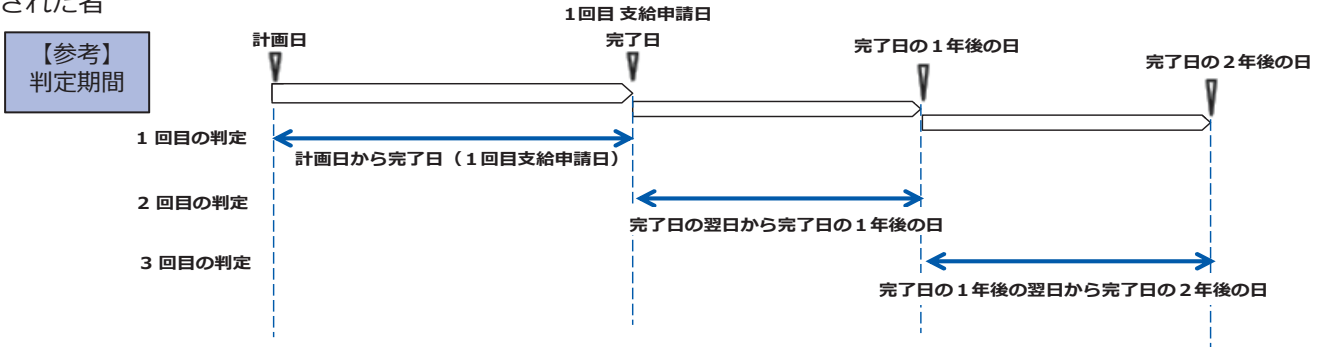 された者
1回目 支給申請日
【参考】
判定期間
計画日
完了日
完了日の1年後の日
完了日の2年後の日
1 回目の判定
計画日から完了日（1回目支給申請日）
2 回目の判定
完了日の翌日から完了日の1年後の日
3 回目の判定
完了日の1年後の翌日から完了日の2年後の日